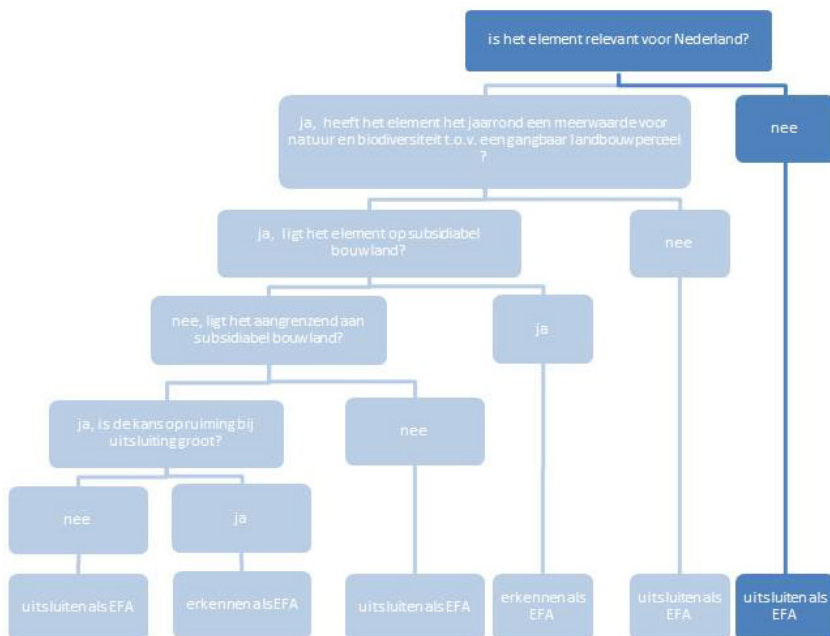 is het element relevant voor Nederland?
ja, heeft het element het jaarrond een meerwaarde voor
natuur en biodiversiteit t.o.v. een gangbaar landbouwperceel
?
nee
ja, ligt het element op subsidiabel
bouwland?
nee
nee, ligt het aangrenzend aan
subsidiabel bouwland?
ja
ja, is de kans op ruiming bij
uitsluiting groot?
nee
nee
ja
uitsluiten als EFA
erkennen als EFA
uitsluiten als EFA
erkennen als
EFA
uitsluiten als
EFA
uitsluiten als
EFA